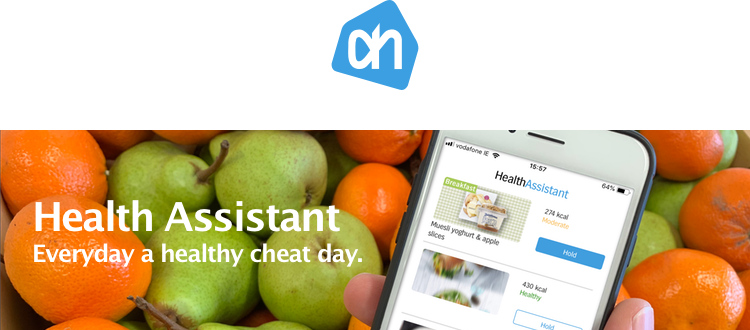 ah
Health Assistant
Everyday a healthy cheat day.
vodafone IE
15:57
64%
HealthAssistant
Breakfast
Muesli yoghurt & apple
slices
274 kcal
Moderate
Hold
430 kcal
Healthy
Hold